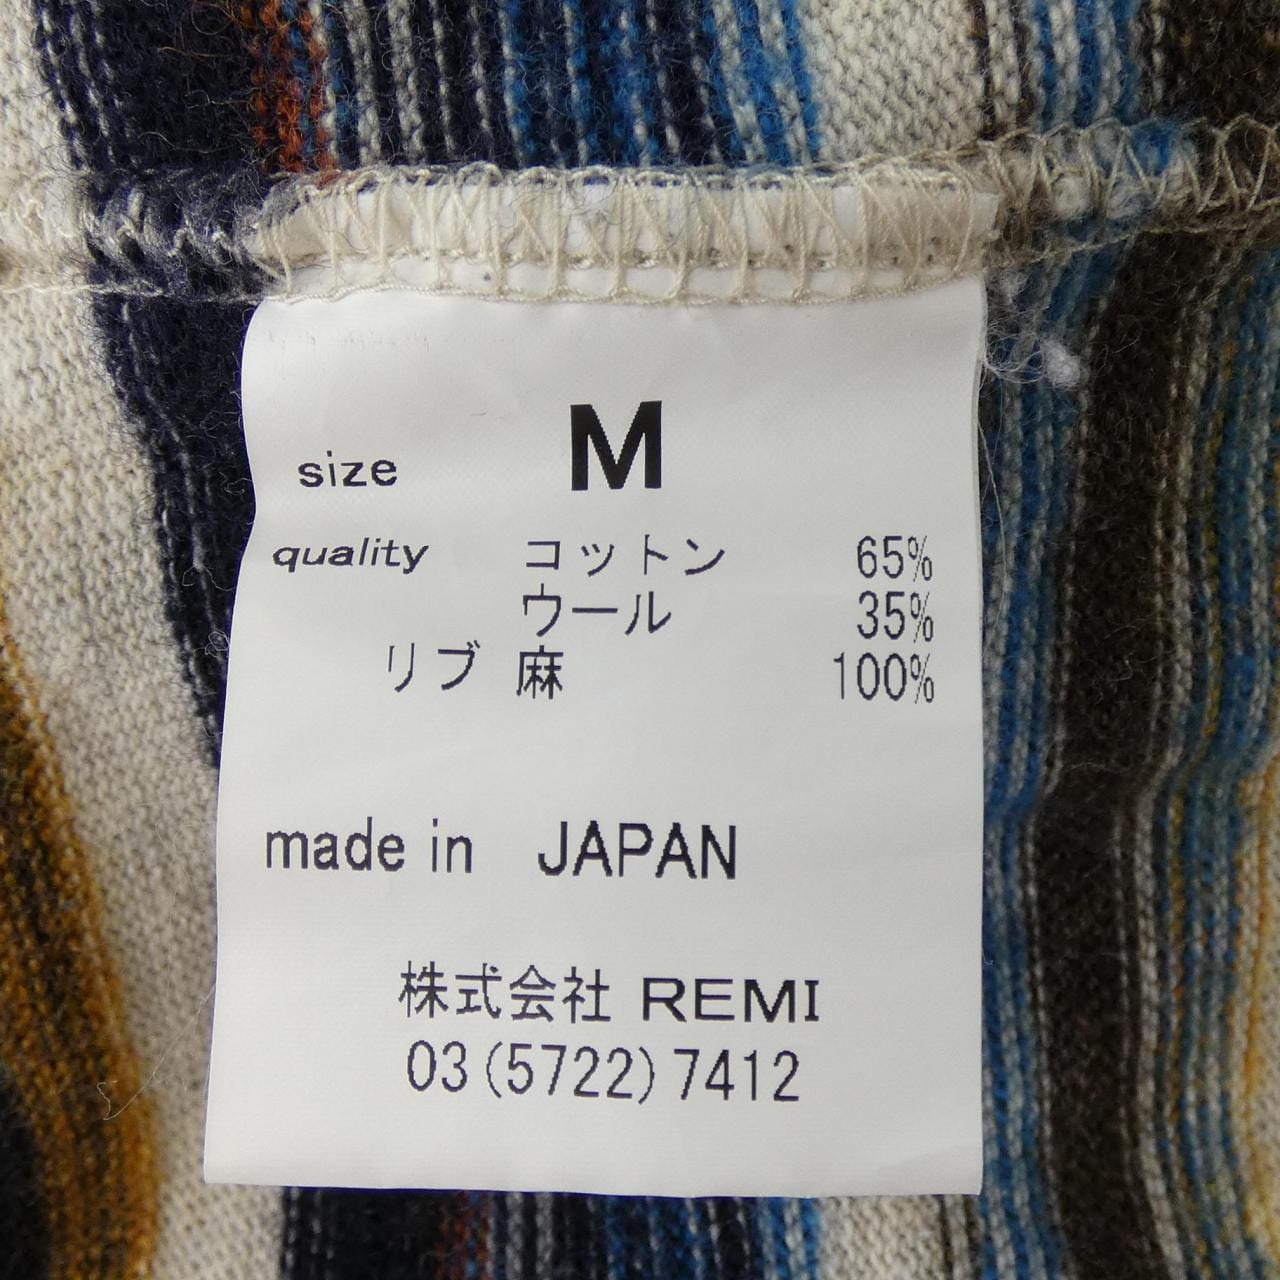 size M
quality コットン 65%
ウール 35%
リブ 麻 100%
made in JAPAN
株式会社 REMI
03(5722)7412